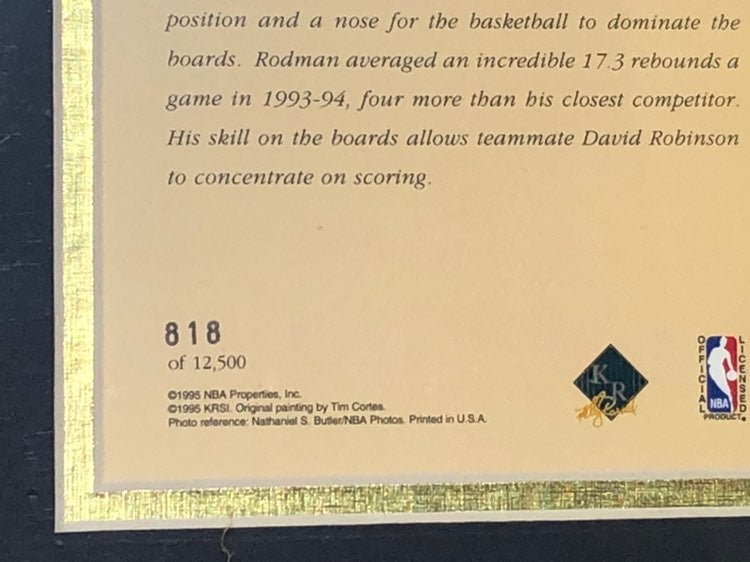 position and a nose for the basketball to dominate the
boards. Rodman averaged an incredible 17.3 rebounds a
game in 1993-94, four more than his closest competitor.
His skill on the boards allows teammate David Robinson
to concentrate on scoring.
818
of 12,500
©1995 NBA Properties, Inc.
©1995 KRSI. Original painting by Tim Cortes.
Photo reference: Nathaniel S. Butler/NBA Photos. Printed in U.S.A.
K
R
OFFICIAL
LICENSED
NBA
PRODUCT